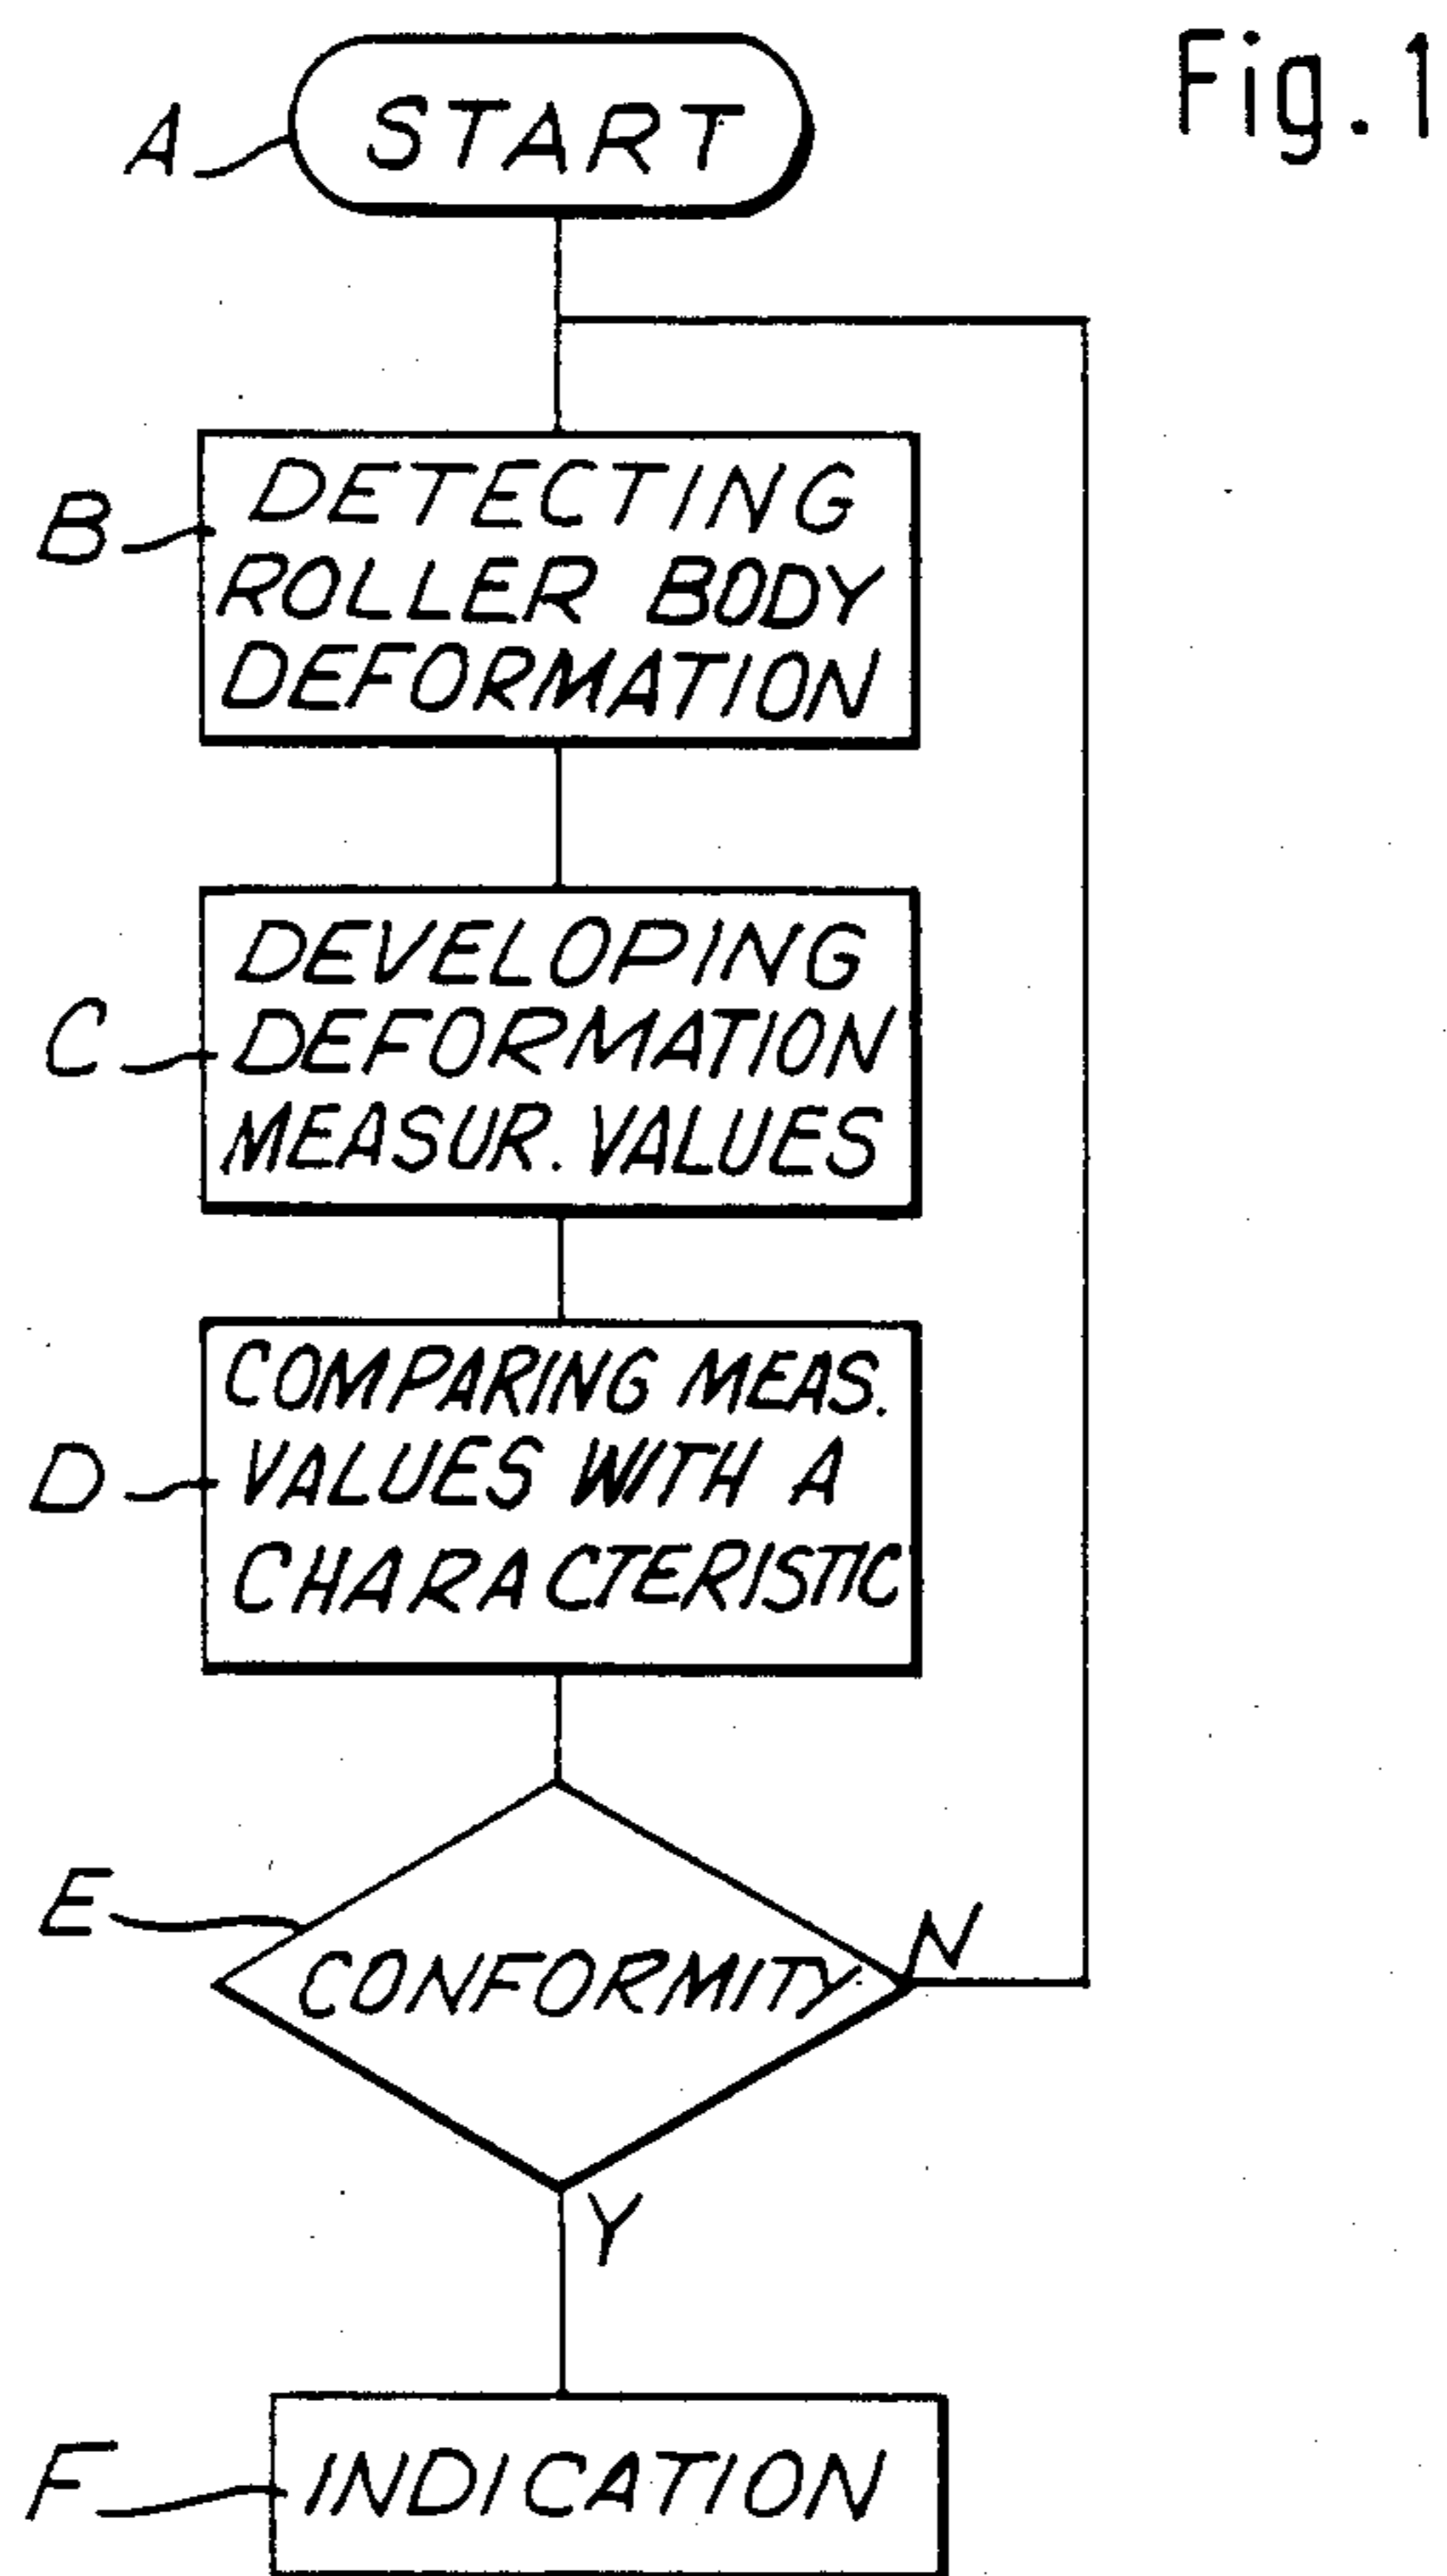 Fig. 1
A
START
B
DETECTING
ROLLER BODY
DEFORMATION
C
DEVELOPING
DEFORMATION
MEASUR. VALUES
D
COMPARING MEAS.
VALUES WITH A
CHARACTERISTIC
E
CONFORMITY
N
Y
F
INDICATION